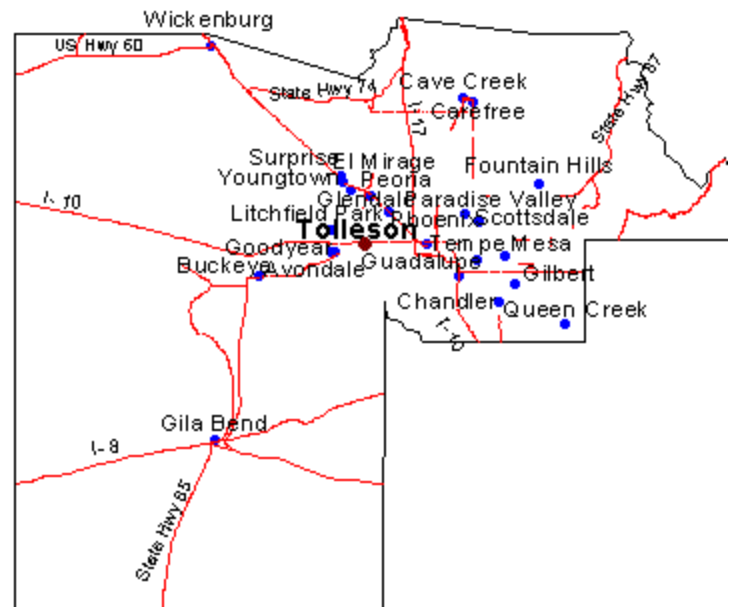 Wickenburg
US Hwy 60
State Hwy 74
Cave Creek
Carefree
I-17
State Hwy 87
Surprise
El Mirage
Fountain Hills
Youngtown
Peoria
I-10
Glendale
Paradise Valley
Litchfield Park
Phoenix
Scottsdale
Tolleson
Goodyear
Tempe
Mesa
Buckeye
Avondale
Guadalupe
Gilbert
Chandler
Queen Creek
I-10
Gila Bend
I-8
State Hwy 85